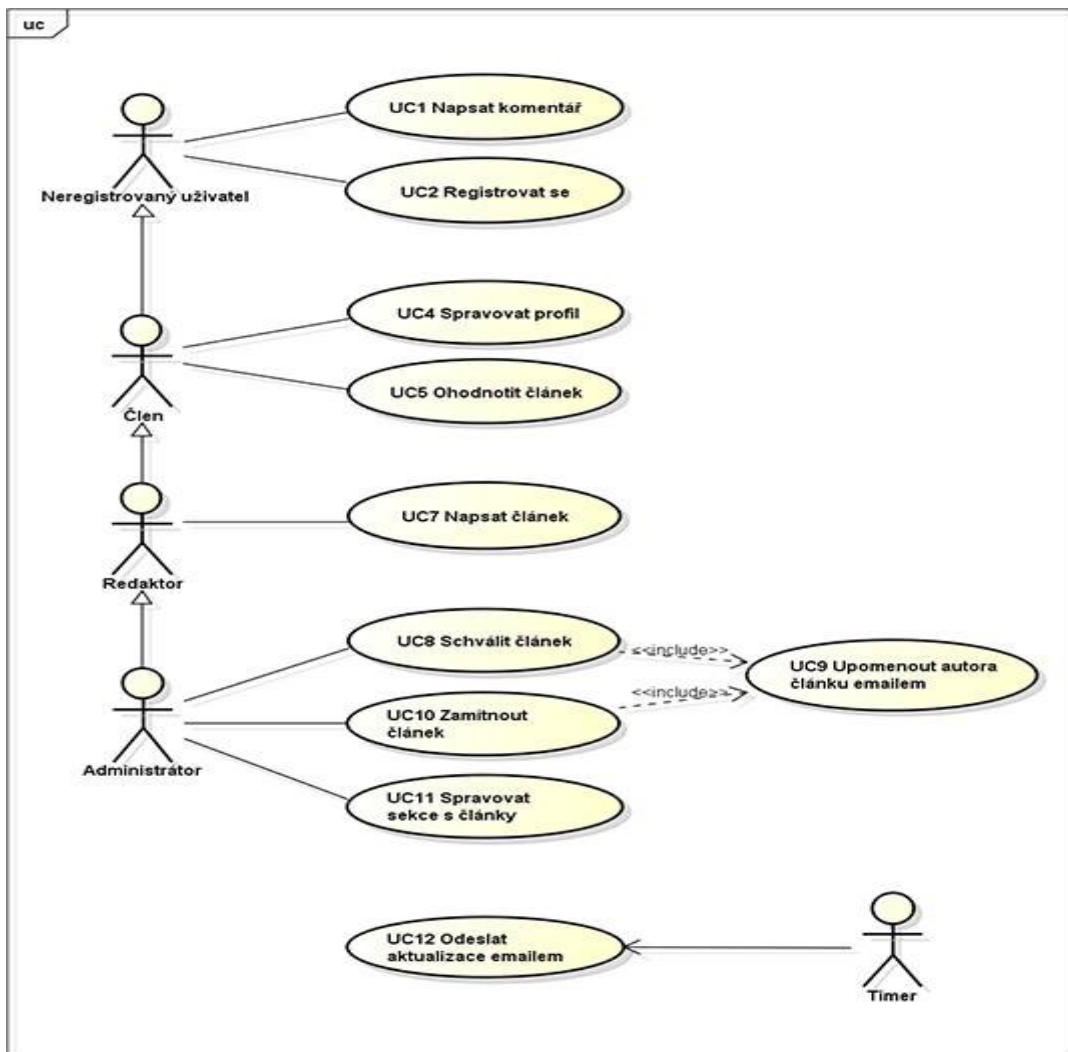 uc
UC1 Napsat komentář
Neregistrovaný uživatel
UC2 Registrovat se
UC4 Spravovat profil
Člen
UC5 Ohodnotit článek
UC7 Napsat článek
Redaktor
UC8 Schválit článek
<<include>>
UC9 Upomenout autora
článku emailem
<<include>>
UC10 Zamítnout
článek
Administrátor
UC11 Spravovat
sekce s články
UC12 Odeslat
aktualizace emailem
Timer